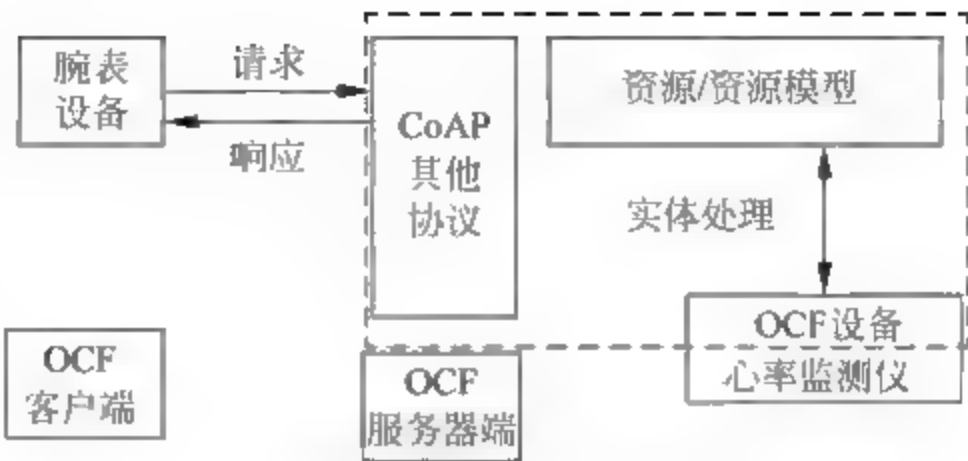 腕表
设备
请求
响应
CoAP
其他
协议
资源/资源模型
实体处理
OCF设备
心率监测仪
OCF
客户端
OCF
服务器端